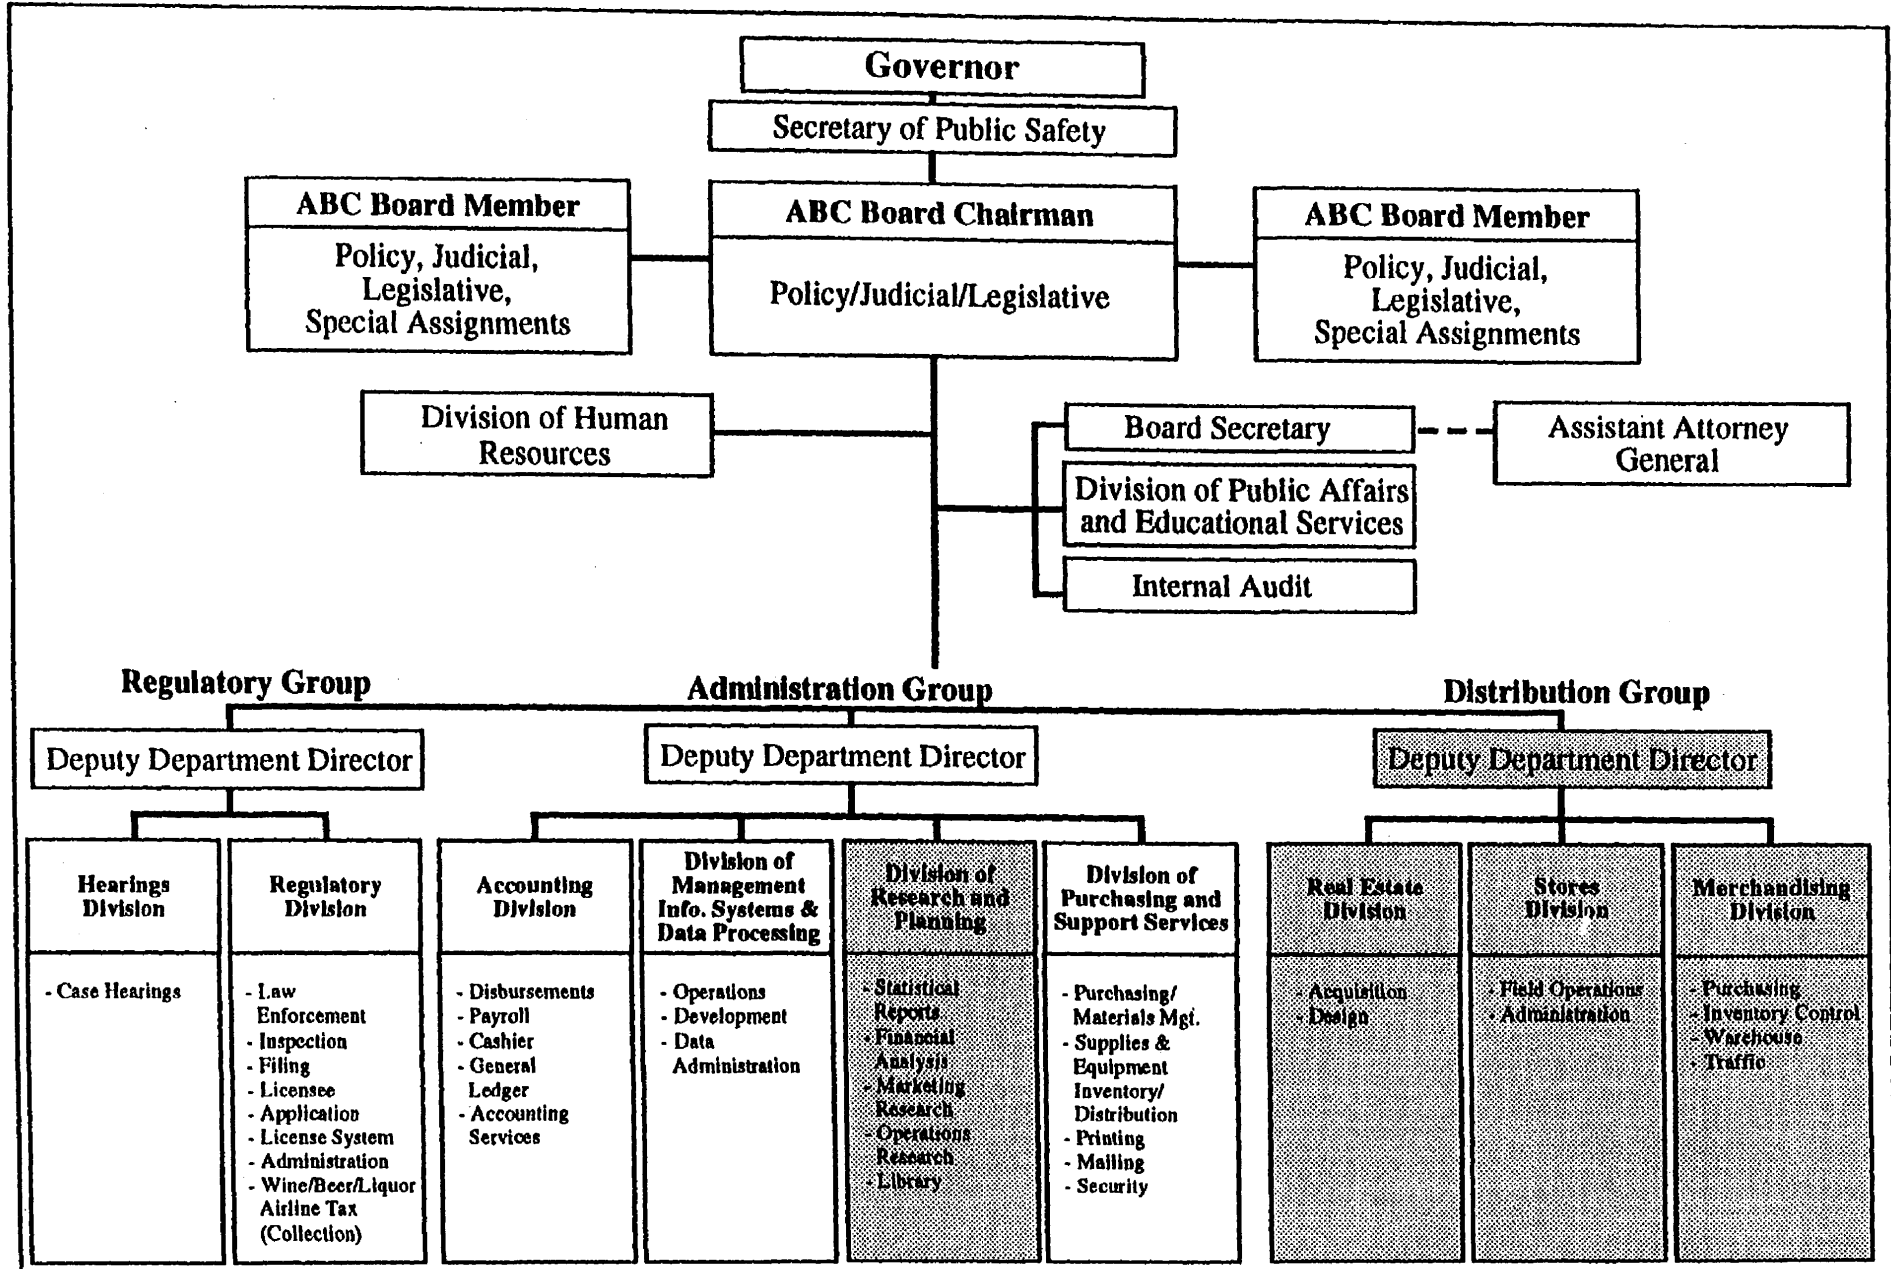 Governor
Secretary of Public Safety
ABC Board Member
Policy, Judicial,
Legislative,
Special Assignments
ABC Board Chairman
Policy/Judicial/Legislative
ABC Board Member
Policy, Judicial,
Legislative,
Special Assignments
Division of Human
Resources
Board Secretary
Assistant Attorney
General
Division of Public Affairs
and Educational Services
Internal Audit
Regulatory Group
Administration Group
Distribution Group
Deputy Department Director
Deputy Department Director
Deputy Department Director
Hearings
Division
- Case Hearings
Regulatory
Division
- Law
Enforcement
- Inspection
- Filing
- Licensee
- Application
- License System
- Administration
- Wine/Beer/Liquor
Airline Tax
(Collection)
Accounting
Division
- Disbursements
- Payroll
- Cashier
- General
Ledger
- Accounting
Services
Division of
Management
Info. Systems &
Data Processing
- Operations
- Development
- Data
Administration
Division of
Research and
Planning
- Statistical
Reports
- Financial
Analysis
- Marketing
Research
- Operations
Research
- Library
Division of
Purchasing and
Support Services
- Purchasing/
Materials Mgt.
- Supplies &
Equipment
Inventory/
Distribution
- Printing
- Mailing
- Security
Real Estate
Division
- Acquisition
- Design
Stores
Division
- Field Operations
- Administration
Merchandising
Division
- Purchasing
- Inventory Control
- Warehouse
- Traffic